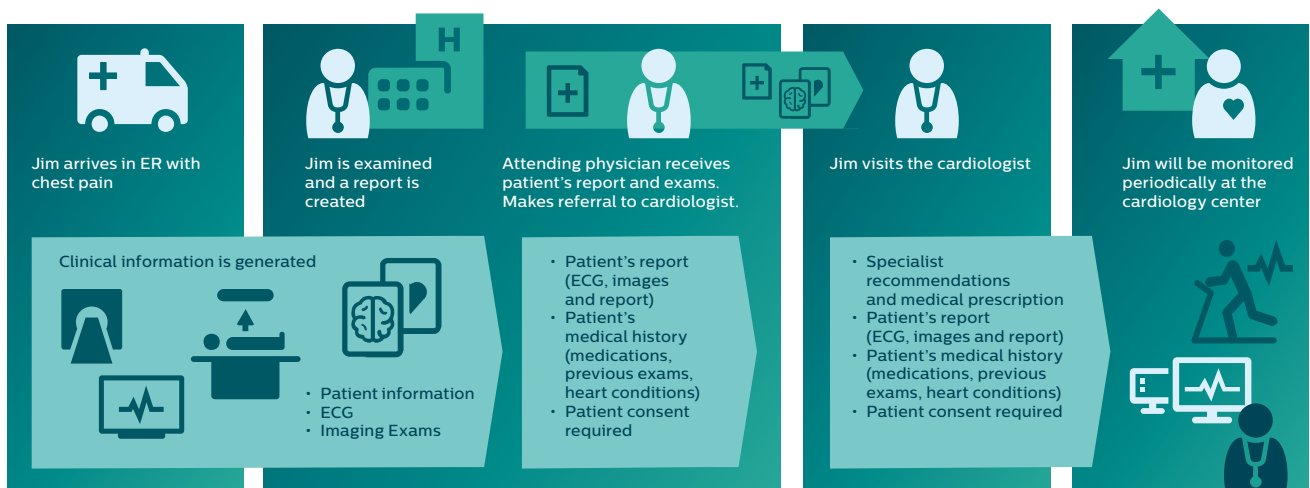 H
Jim arrives in ER with
chest pain
Jim is examined
and a report is
created
Attending physician receives
patient's report and exams.
Makes referral to cardiologist.
Jim visits the cardiologist
Jim will be monitored
periodically at the
cardiology center
Clinical information is generated
• Patient information
• ECG
• Imaging Exams
• Patient's report
(ECG, images
and report)
• Patient's
medical history
(medications,
previous exams,
heart conditions)
• Patient consent
required
• Specialist
recommendations
and medical prescription
• Patient's report
(ECG, images and report)
• Patient's medical history
(medications, previous
exams, heart conditions)
• Patient consent required